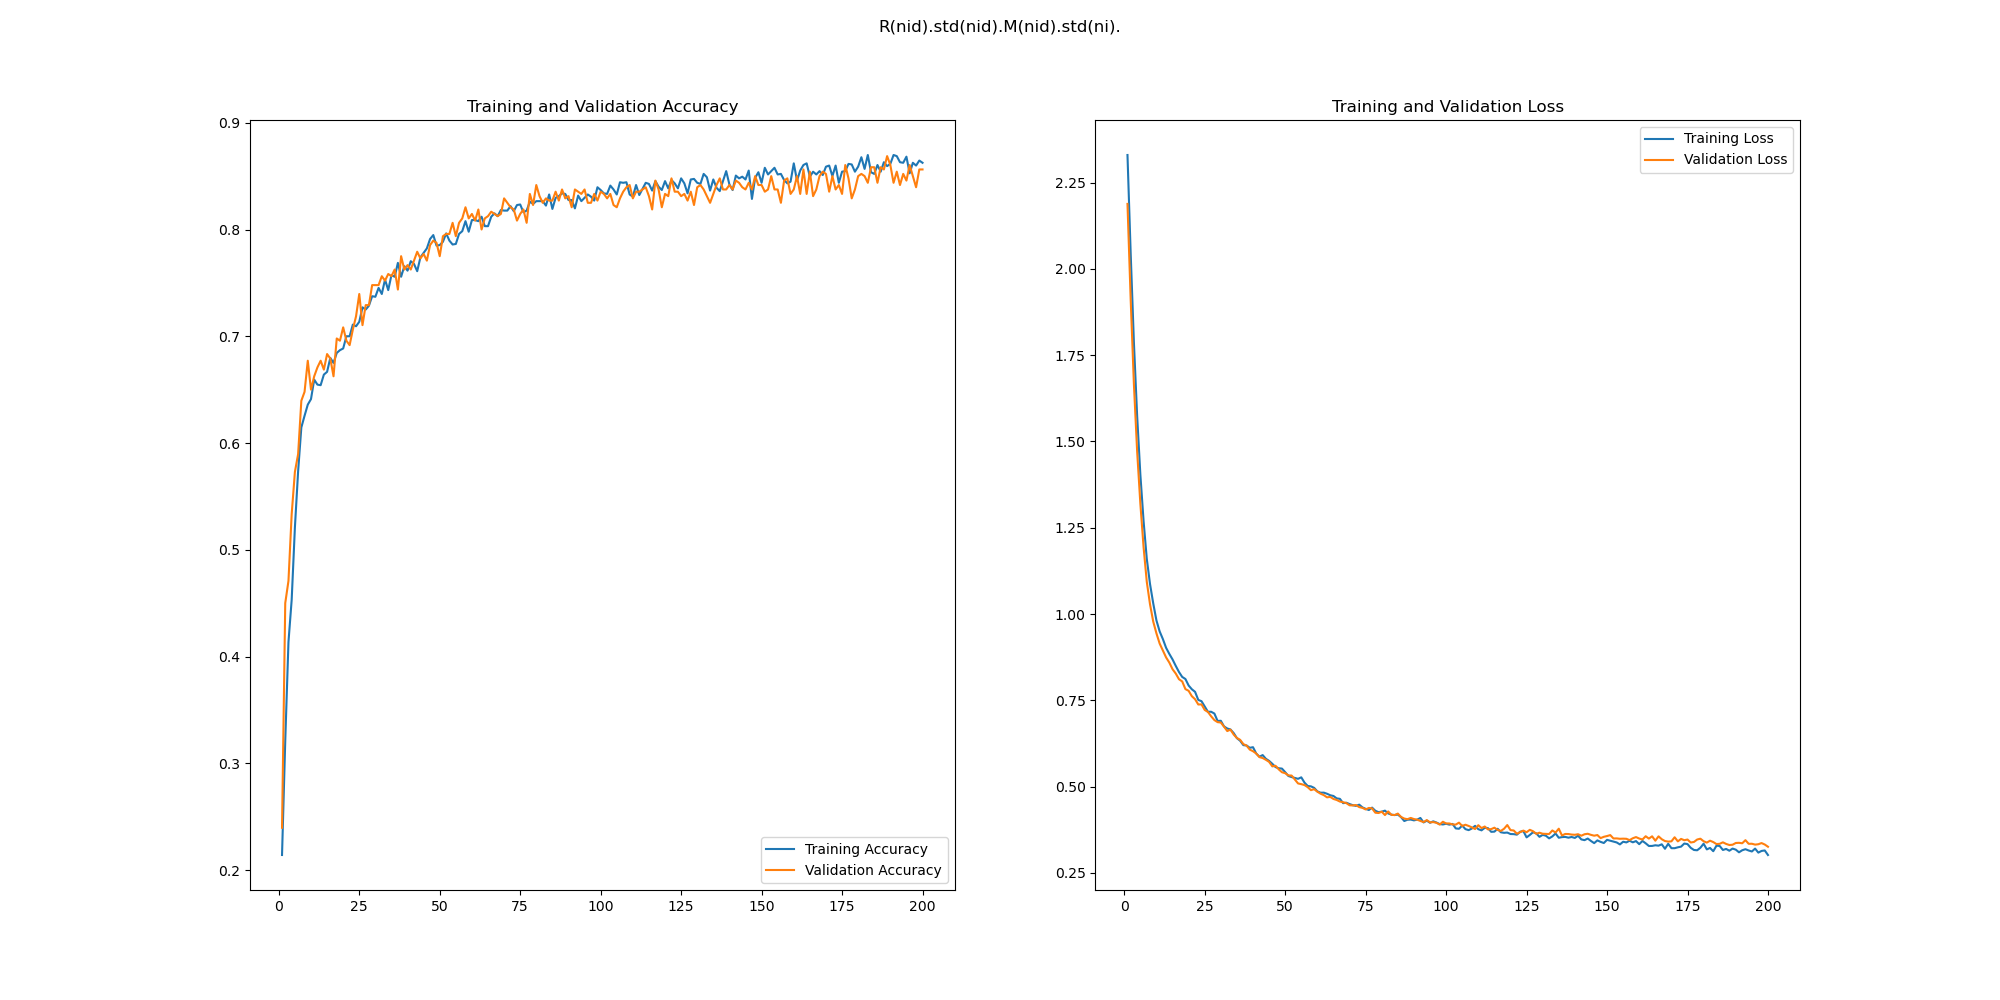 R(nid).std(nid).M(nid).std(ni).
Training and Validation Accuracy
0.9
0.8
0.7
0.6
0.5
0.4
0.3
0.2
0 25 50 75 100 125 150 175 200
Training Accuracy
Validation Accuracy
Training and Validation Loss
2.25
2.00
1.75
1.50
1.25
1.00
0.75
0.50
0.25
0 25 50 75 100 125 150 175 200
Training Loss
Validation Loss